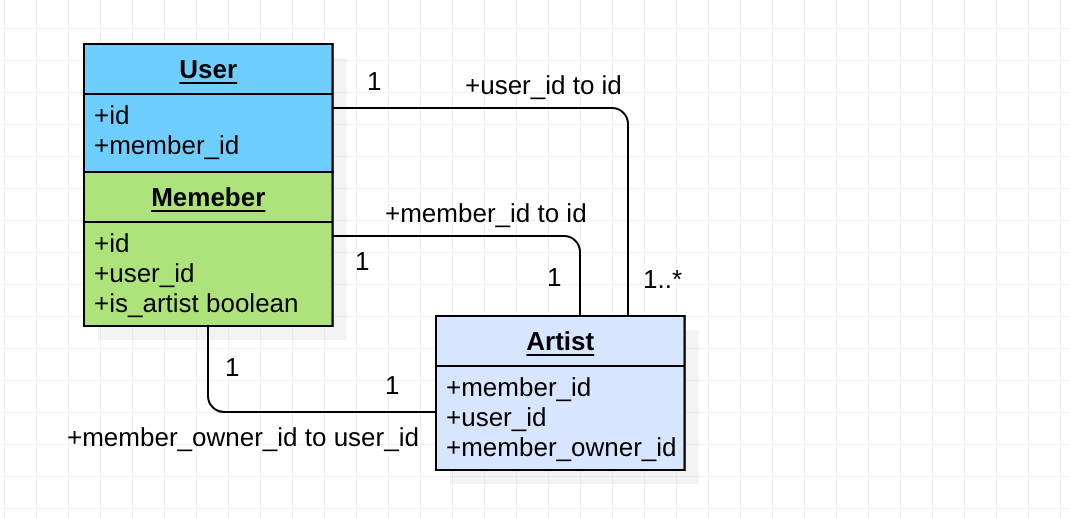 User
+id
+member_id
Memeber
+id
+user_id
+is_artist boolean
1
+user_id to id
1..*
+member_id to id
1
1
1
1
+member_owner_id to user_id
Artist
+member_id
+user_id
+member_owner_id